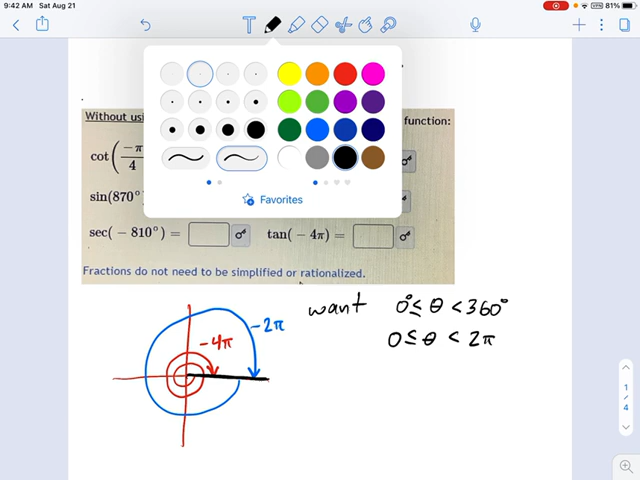 9:42 AM Sat Aug 21
81%
T
Without usi
function:
cot(−π/4
sin(870°
sec(−810°) =
tan(−4π) =
Fractions do not need to be simplified or rationalized.
Favorites
want 0° ≤ θ < 360°
0 ≤ θ < 2π
−2π
−4π
1
/
4